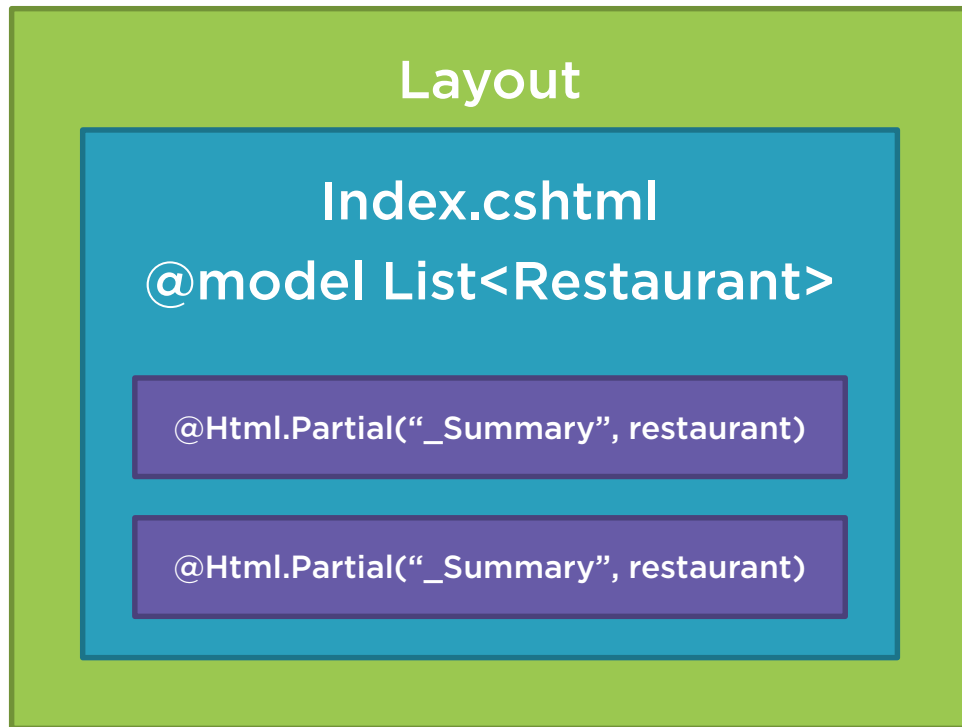 Layout
Index.cshtml
@model List<Restaurant>
@Html.Partial(“_Summary”, restaurant)
@Html.Partial(“_Summary”, restaurant)